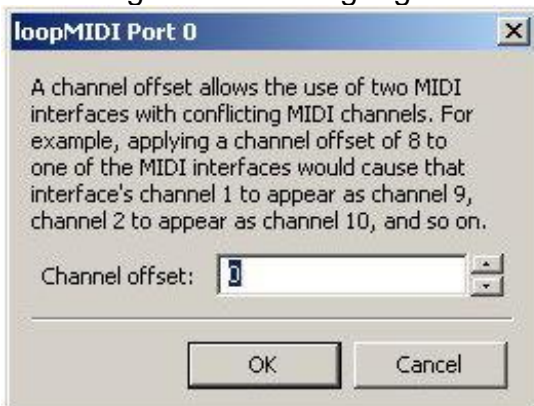 loopMIDI Port 0
A channel offset allows the use of two MIDI
interfaces with conflicting MIDI channels. For
example, applying a channel offset of 8 to
one of the MIDI interfaces would cause that
interface's channel 1 to appear as channel 9,
channel 2 to appear as channel 10, and so on.
Channel offset: 0
OK Cancel